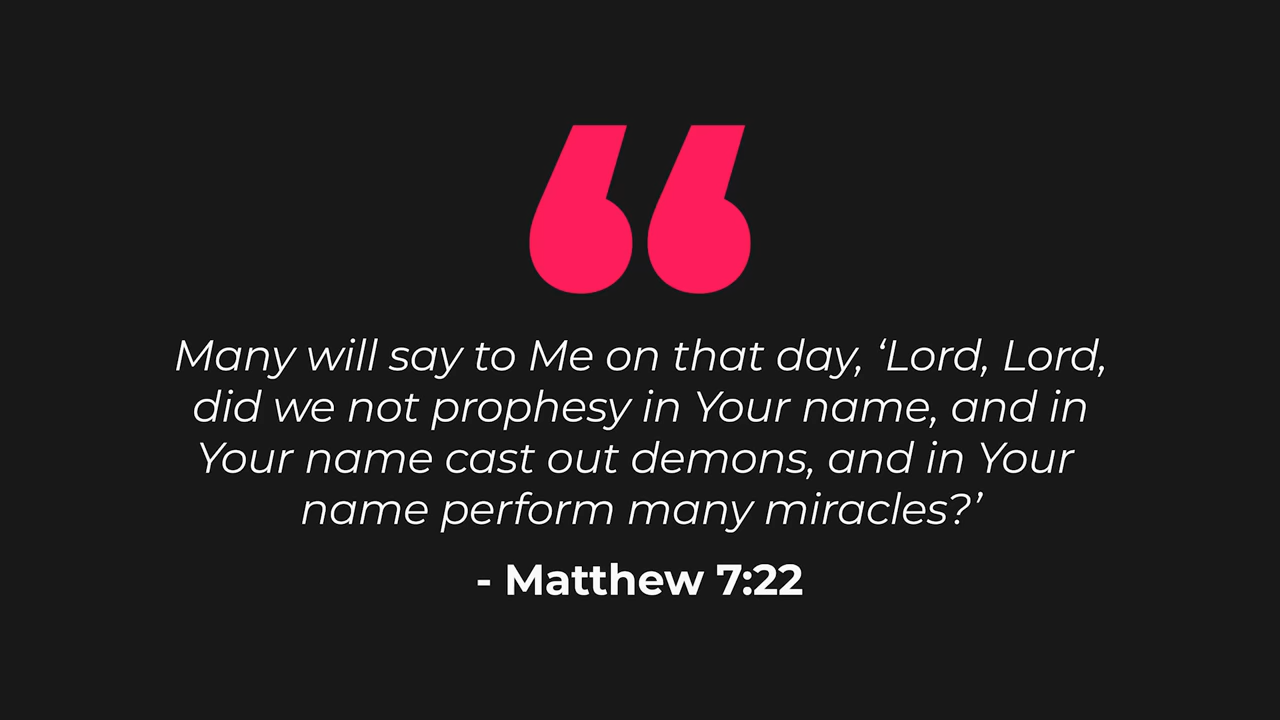 “
Many will say to Me on that day, ‘Lord, Lord,
did we not prophesy in Your name, and in
Your name cast out demons, and in Your
name perform many miracles?’
- Matthew 7:22